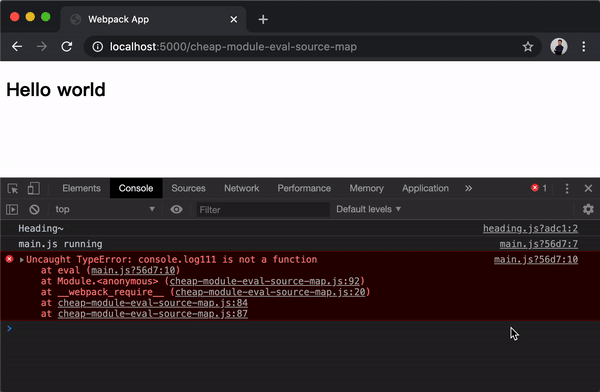 Webpack App
localhost:5000/cheap-module-eval-source-map
Hello world
Elements Console Sources Network Performance Memory Application » 1
top Filter Default levels
Heading~ heading.js?adc1:2
main.js running main.js?56d7:7
Uncaught TypeError: console.log111 is not a function main.js?56d7:10
at eval (main.js?56d7:10)
at Module.<anonymous> (cheap-module-eval-source-map.js:92)
at __webpack_require__ (cheap-module-eval-source-map.js:20)
at cheap-module-eval-source-map.js:84
at cheap-module-eval-source-map.js:87